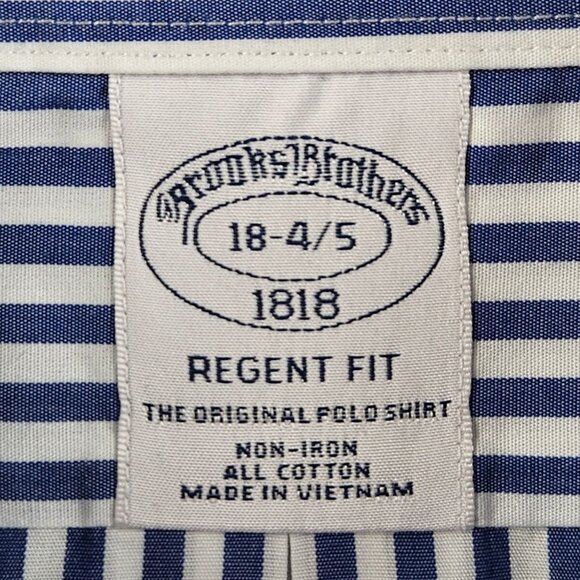 Brooks Brothers
18-4/5
1818
REGENT FIT
THE ORIGINAL POLO SHIRT
NON-IRON
ALL COTTON
MADE IN VIETNAM